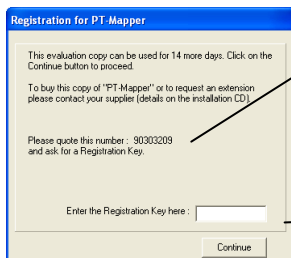 Registration for PT-Mapper
This evaluation copy can be used for 14 more days. Click on the
Continue button to proceed.
To buy this copy of "PT-Mapper" or to request an extension
please contact your supplier (details on the installation CD).
Please quote this number : 90303209
and ask for a Registration Key.
Enter the Registration Key here :
Continue